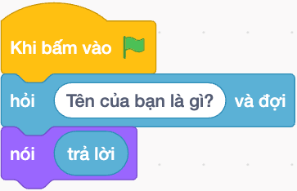 Khi bấm vào
hỏi Tên của bạn là gì? và đợi
nói trả lời